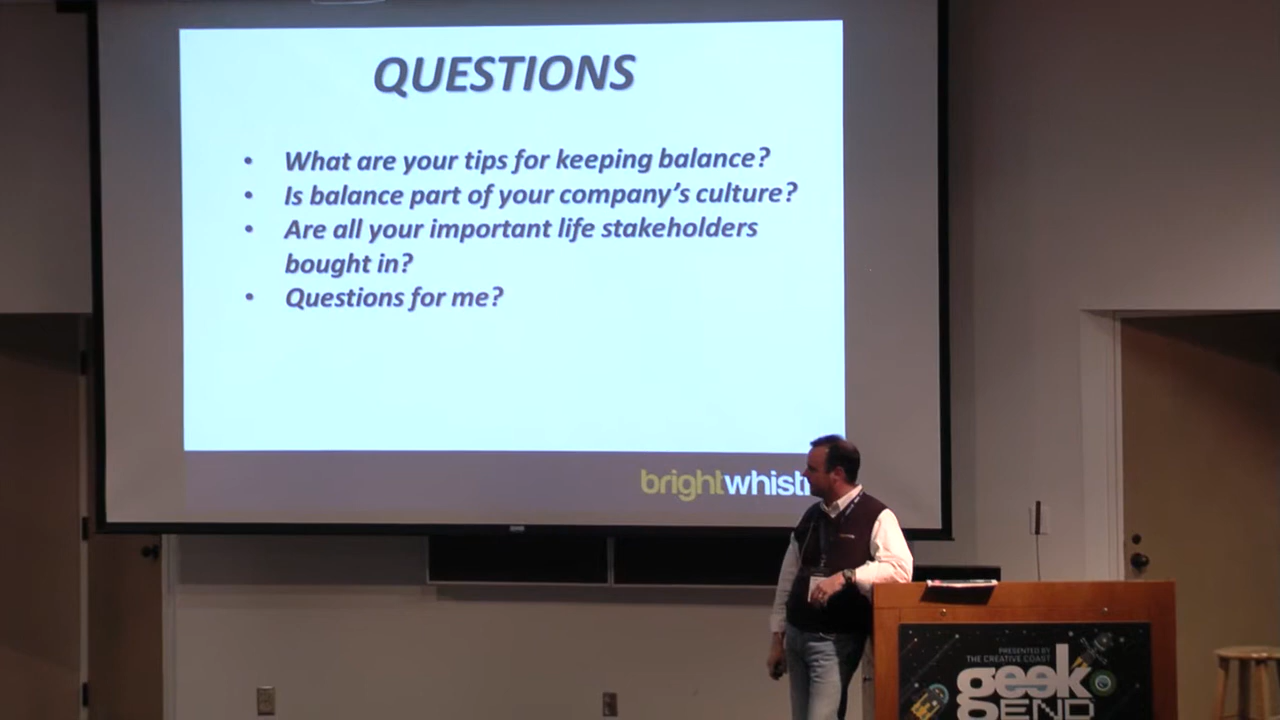 QUESTIONS
• What are your tips for keeping balance?
• Is balance part of your company's culture?
• Are all your important life stakeholders
bought in?
• Questions for me?
brightwhistl
PRESENTED BY
THE CREATIVE COAST
geek
END